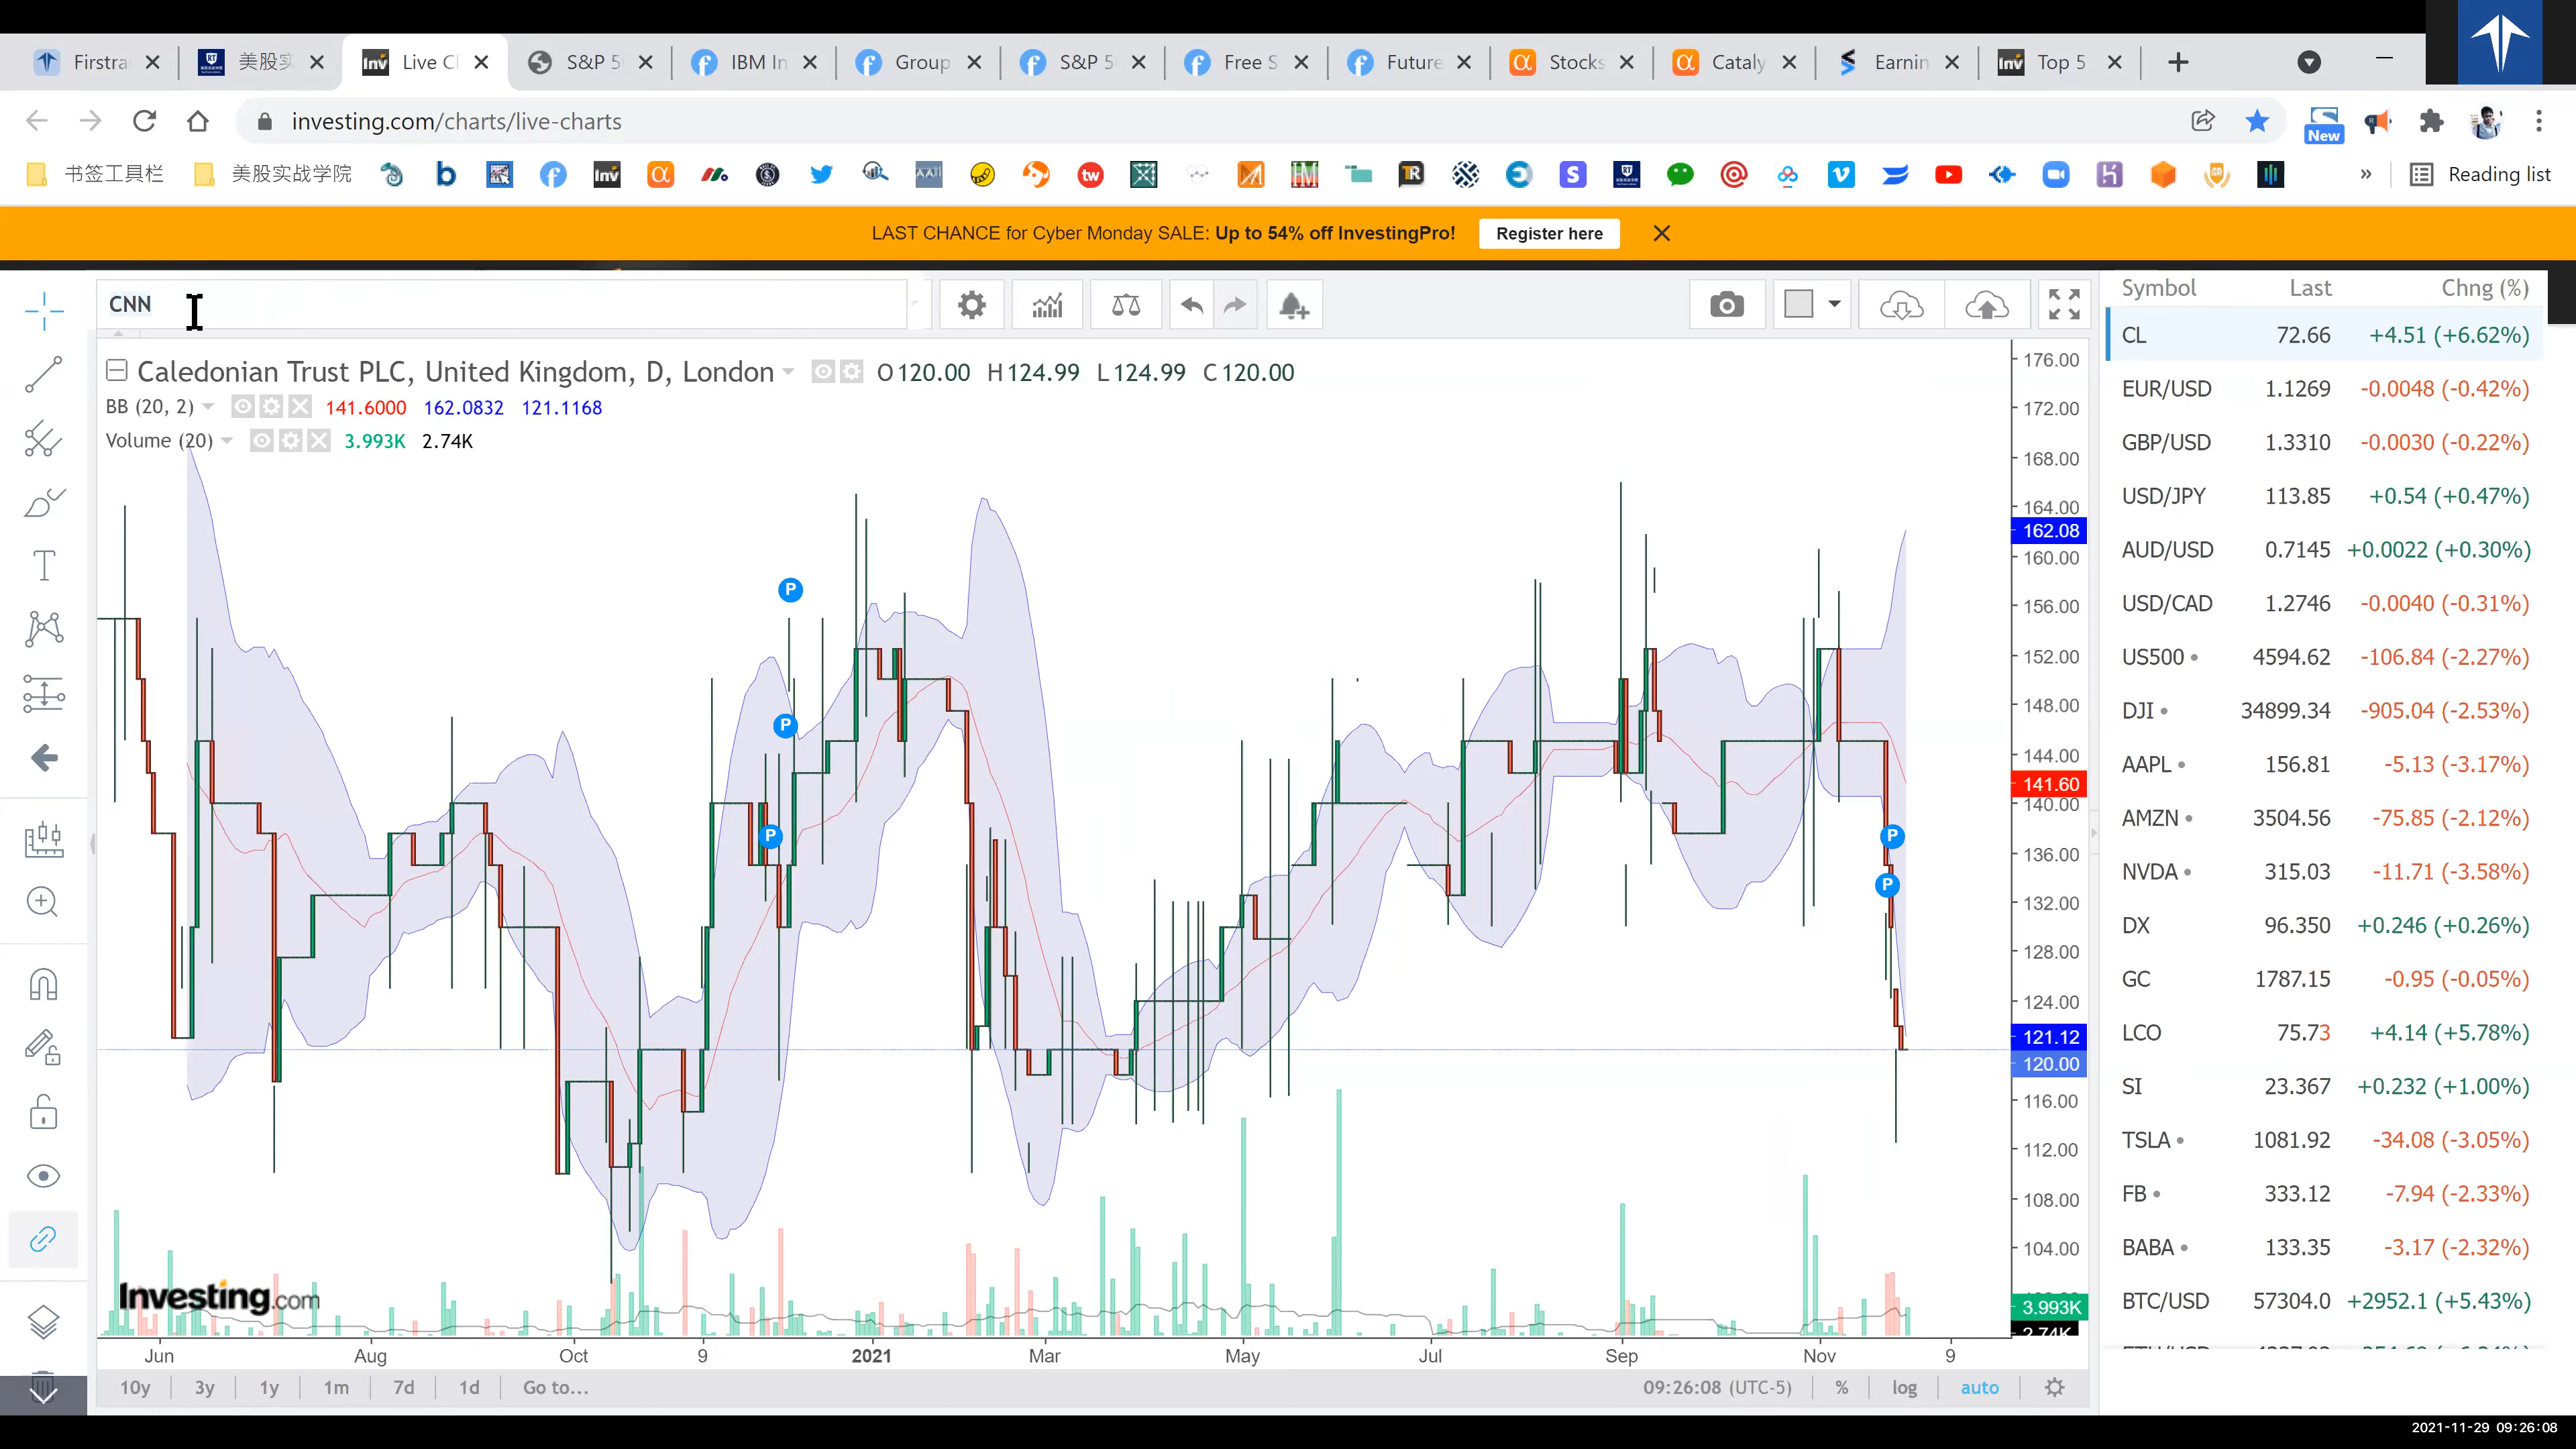 Firstra 美股实 Live C S&P 5 IBM In Group S&P 5 Free S Future Stocks Cataly Earnin Top 5
investing.com/charts/live-charts
New
书签工具栏 美股实战学院 Reading list
LAST CHANCE for Cyber Monday SALE: Up to 54% off InvestingPro! Register here
CNN
Caledonian Trust PLC, United Kingdom, D, London O 120.00 H 124.99 L 124.99 C 120.00
BB (20, 2) 141.6000 162.0832 121.1168
Volume (20) 3.993K 2.74K
176.00
172.00
168.00
164.00
162.08
160.00
156.00
152.00
148.00
144.00
141.60
140.00
136.00
132.00
128.00
124.00
121.12
120.00
116.00
112.00
108.00
104.00
3.993K
2.74K
P
P
P
P
P
Investing.com
Jun Aug Oct 9 2021 Mar May Jul Sep Nov 9
10y 3y 1y 1m 7d 1d Go to... 09:26:08 (UTC-5) % log auto
Symbol Last Chng (%)
CL 72.66 +4.51 (+6.62%)
EUR/USD 1.1269 -0.0048 (-0.42%)
GBP/USD 1.3310 -0.0030 (-0.22%)
USD/JPY 113.85 +0.54 (+0.47%)
AUD/USD 0.7145 +0.0022 (+0.30%)
USD/CAD 1.2746 -0.0040 (-0.31%)
US500 4594.62 -106.84 (-2.27%)
DJI 34899.34 -905.04 (-2.53%)
AAPL 156.81 -5.13 (-3.17%)
AMZN 3504.56 -75.85 (-2.12%)
NVDA 315.03 -11.71 (-3.58%)
DX 96.350 +0.246 (+0.26%)
GC 1787.15 -0.95 (-0.05%)
LCO 75.73 +4.14 (+5.78%)
SI 23.367 +0.232 (+1.00%)
TSLA 1081.92 -34.08 (-3.05%)
FB 333.12 -7.94 (-2.33%)
BABA 133.35 -3.17 (-2.32%)
BTC/USD 57304.0 +2952.1 (+5.43%)
2021-11-29 09:26:08